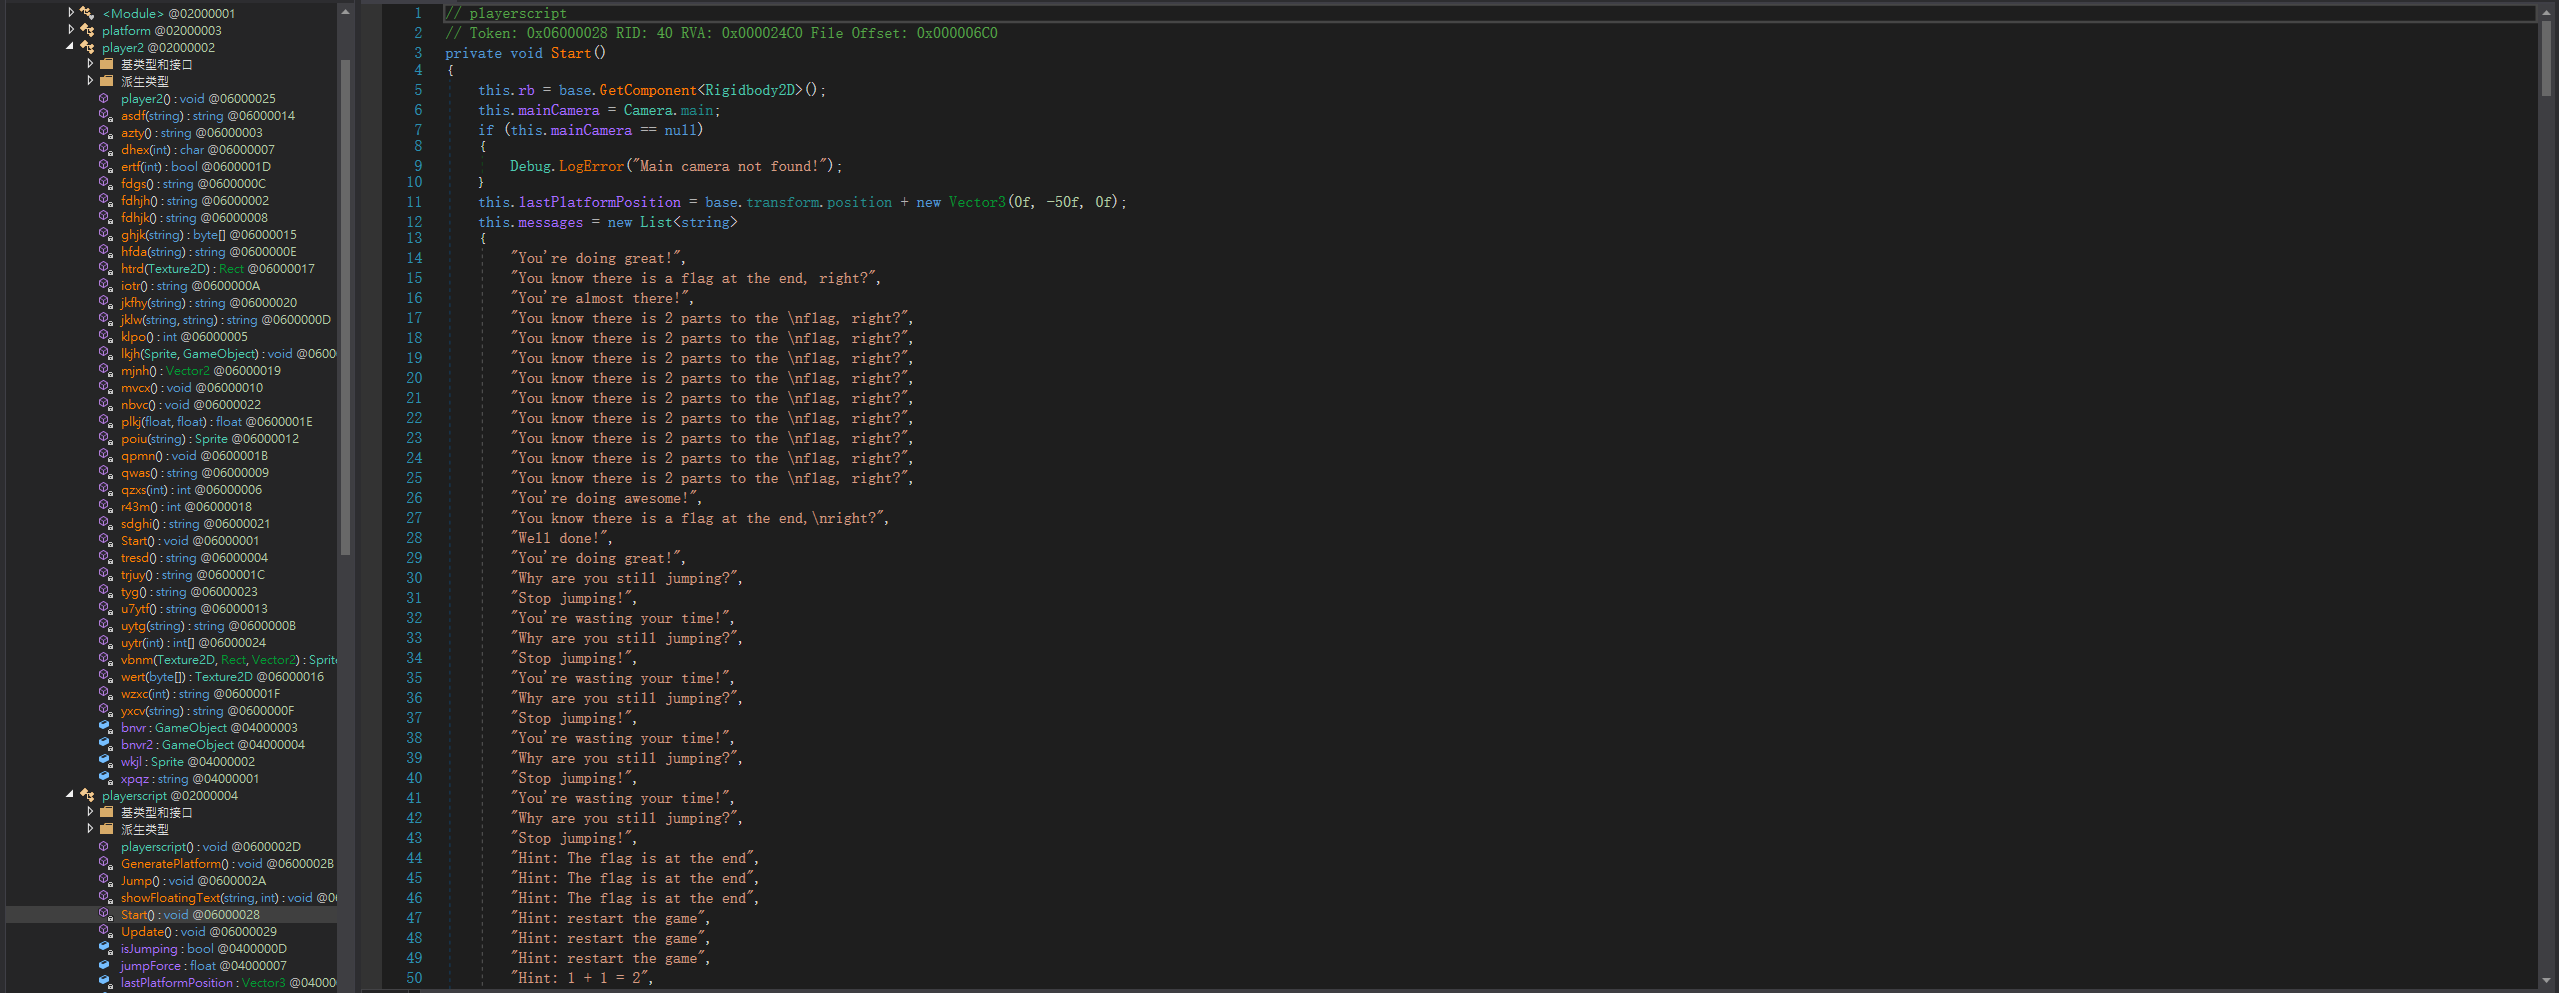 <Module> @02000001
platform @02000003
player2 @02000002
基类型和接口
派生类型
player2() : void @06000025
asdf(string) : string @06000014
azty() : string @06000003
dhex(int) : char @06000007
ertf(int) : bool @0600001D
fdgs() : string @0600000C
fdhjh() : string @06000002
fdhjk() : string @06000008
ghjk(string) : byte[] @06000015
hfda(string) : string @0600000E
htrd(Texture2D) : Rect @06000017
iotr() : string @0600000A
jkfhy(string) : string @06000020
jklw(string, string) : string @0600000D
klpo() : int @06000005
lkjh(Sprite, GameObject) : void @0600
mjnh() : Vector2 @06000019
mvcx() : void @06000010
nbvc() : void @06000022
plkj(float, float) : float @0600001E
poiu(string) : Sprite @06000012
qpmn() : void @0600001B
qwas() : string @06000009
qzxs(int) : int @06000006
r43m() : int @06000018
sdghi() : string @06000021
Start() : void @06000001
tresd() : string @06000004
trjuy() : string @0600001C
tyg() : string @06000023
u7ytf() : string @06000013
uytg(string) : string @0600000B
uytr(int) : int[] @06000024
vbnm(Texture2D, Rect, Vector2) : Sprite
wert(byte[]) : Texture2D @06000016
wzxc(int) : string @0600001F
yxcv(string) : string @0600000F
bnvr : GameObject @04000003
bnvr2 : GameObject @04000004
wkjl : Sprite @04000002
xpqz : string @04000001
playerscript @02000004
基类型和接口
派生类型
playerscript() : void @0600002D
GeneratePlatform() : void @0600002B
Jump() : void @0600002A
showFloatingText(string, int) : void @06
Start() : void @06000028
Update() : void @06000029
isJumping : bool @0400000D
jumpForce : float @04000007
lastPlatformPosition : Vector3 @04000
1 // playerscript
2 // Token: 0x06000028 RID: 40 RVA: 0x000024C0 File Offset: 0x000006C0
3 private void Start()
4 {
5 this.rb = base.GetComponent<Rigidbody2D>();
6 this.mainCamera = Camera.main;
7 if (this.mainCamera == null)
8 {
9 Debug.LogError("Main camera not found!");
10 }
11 this.lastPlatformPosition = base.transform.position + new Vector3(0f, -50f, 0f);
12 this.messages = new List<string>
13 {
14 "You're doing great!",
15 "You know there is a flag at the end, right?",
16 "You're almost there!",
17 "You know there is 2 parts to the \nflag, right?",
18 "You know there is 2 parts to the \nflag, right?",
19 "You know there is 2 parts to the \nflag, right?",
20 "You know there is 2 parts to the \nflag, right?",
21 "You know there is 2 parts to the \nflag, right?",
22 "You know there is 2 parts to the \nflag, right?",
23 "You know there is 2 parts to the \nflag, right?",
24 "You know there is 2 parts to the \nflag, right?",
25 "You know there is 2 parts to the \nflag, right?",
26 "You're doing awesome!",
27 "You know there is a flag at the end,\nright?",
28 "Well done!",
29 "You're doing great!",
30 "Why are you still jumping?",
31 "Stop jumping!",
32 "You're wasting your time!",
33 "Why are you still jumping?",
34 "Stop jumping!",
35 "You're wasting your time!",
36 "Why are you still jumping?",
37 "Stop jumping!",
38 "You're wasting your time!",
39 "Why are you still jumping?",
40 "Stop jumping!",
41 "You're wasting your time!",
42 "Why are you still jumping?",
43 "Stop jumping!",
44 "Hint: The flag is at the end",
45 "Hint: The flag is at the end",
46 "Hint: The flag is at the end",
47 "Hint: restart the game",
48 "Hint: restart the game",
49 "Hint: restart the game",
50 "Hint: 1 + 1 = 2",